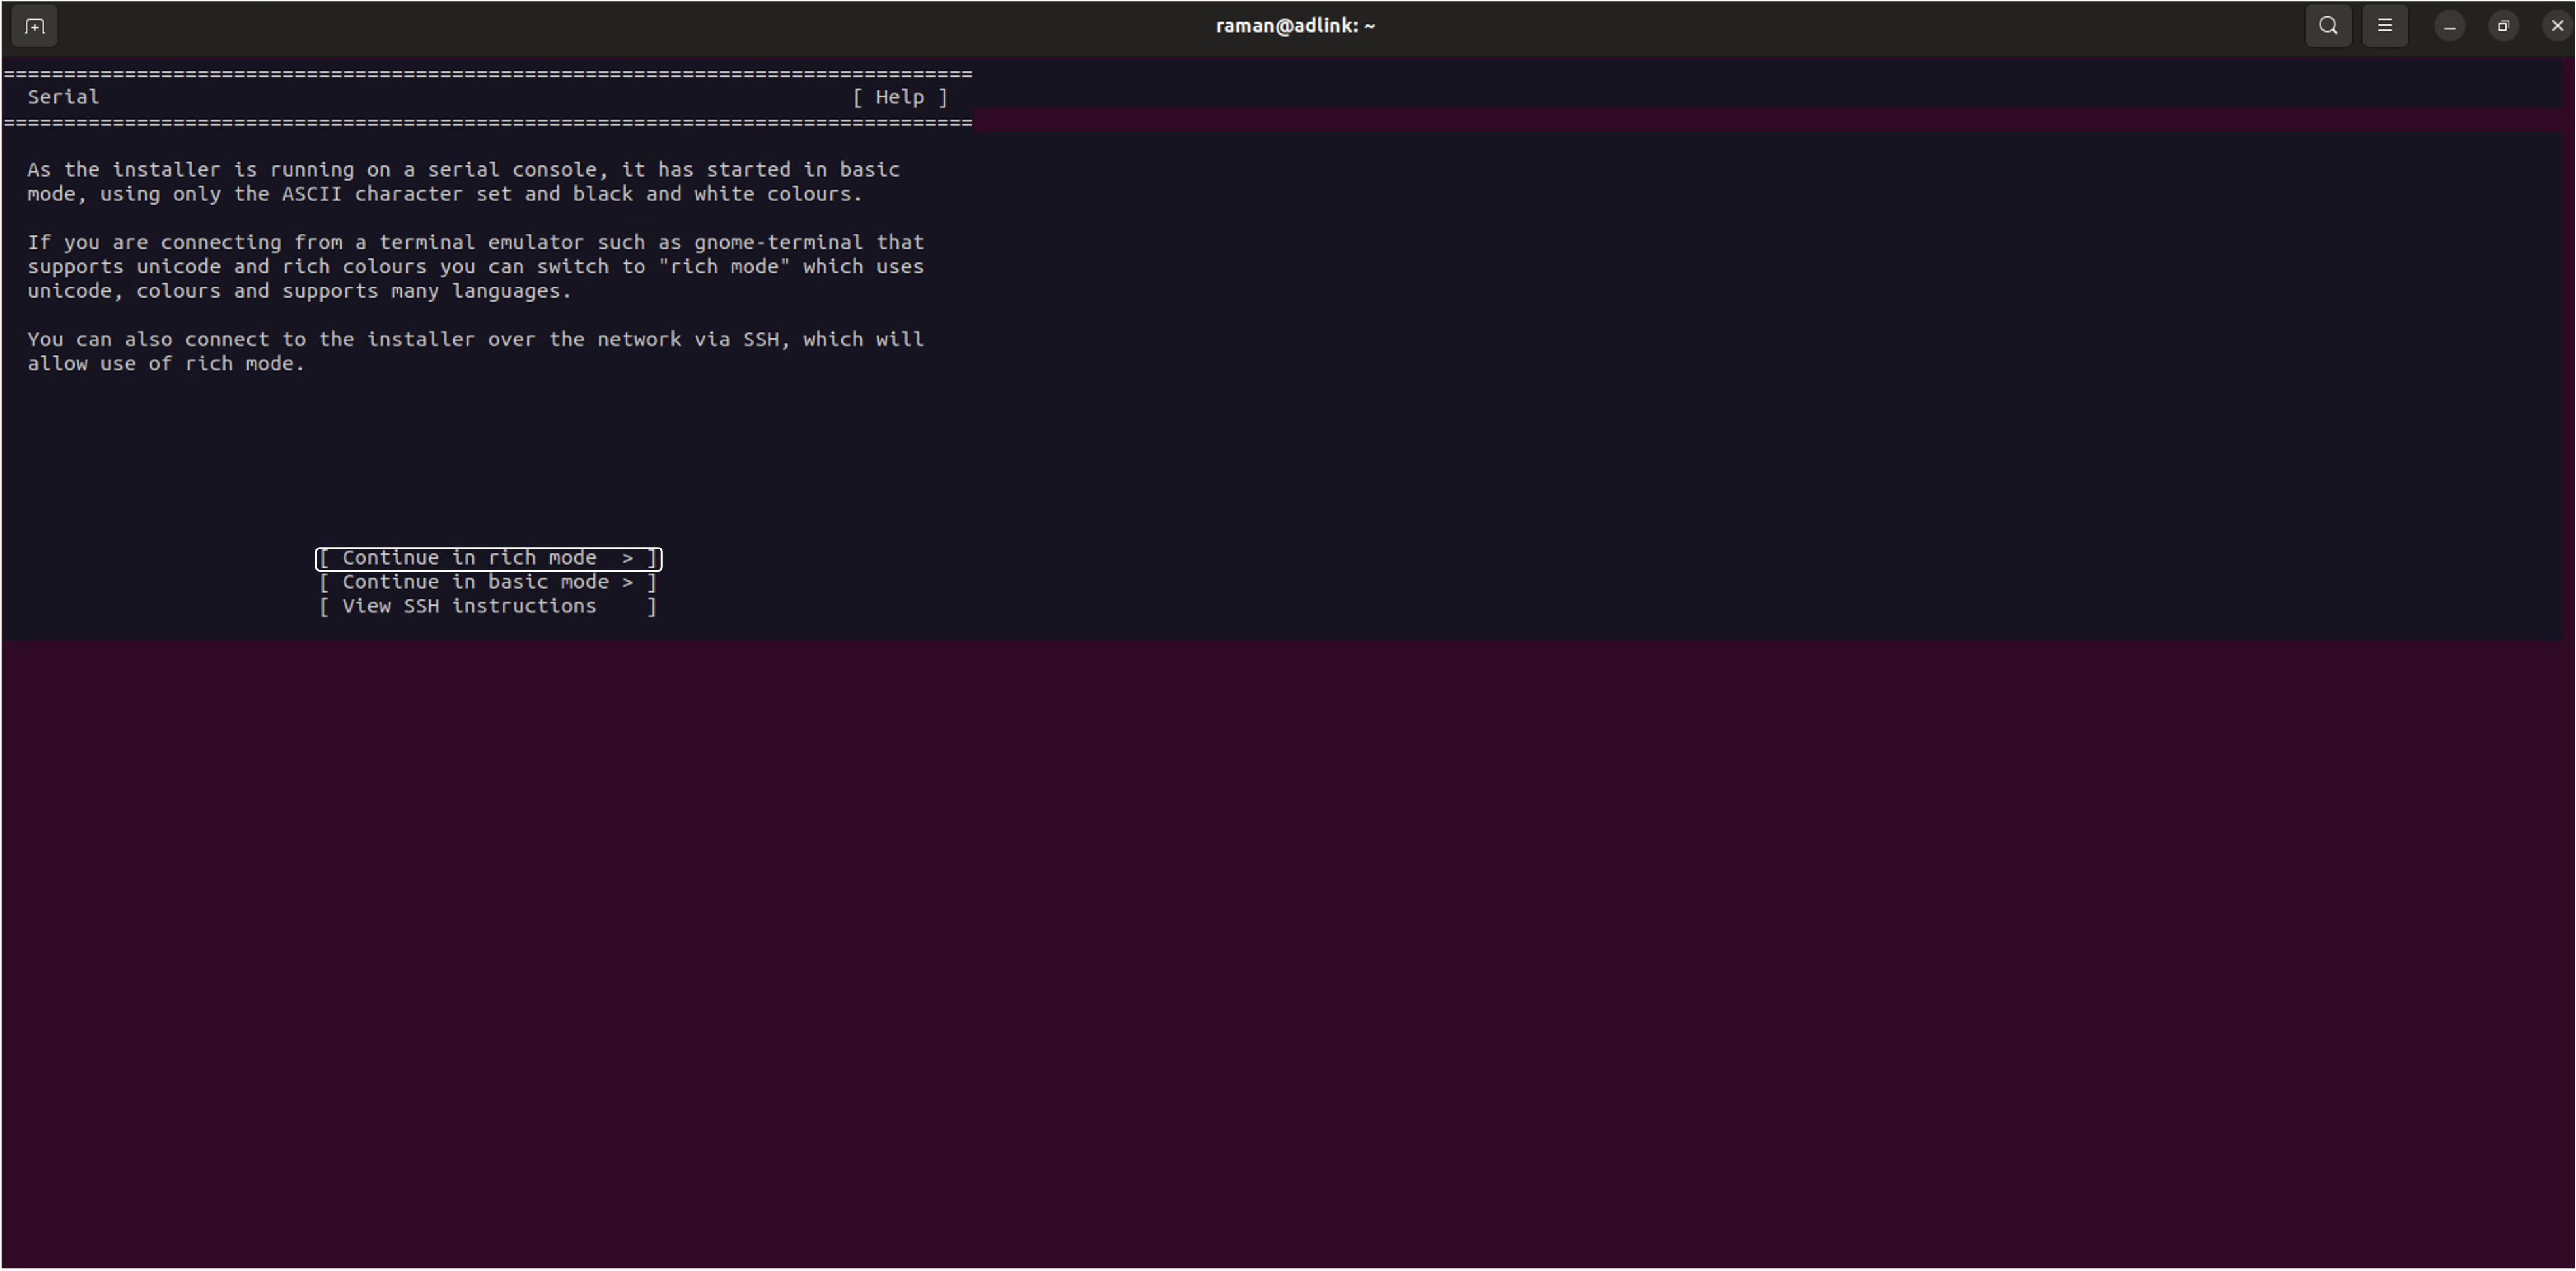 raman@adlink: ~
================================================================================
Serial [ Help ]
================================================================================
As the installer is running on a serial console, it has started in basic
mode, using only the ASCII character set and black and white colours.
If you are connecting from a terminal emulator such as gnome-terminal that
supports unicode and rich colours you can switch to "rich mode" which uses
unicode, colours and supports many languages.
You can also connect to the installer over the network via SSH, which will
allow use of rich mode.
[ Continue in rich mode  > ]
[ Continue in basic mode > ]
[ View SSH instructions    ]